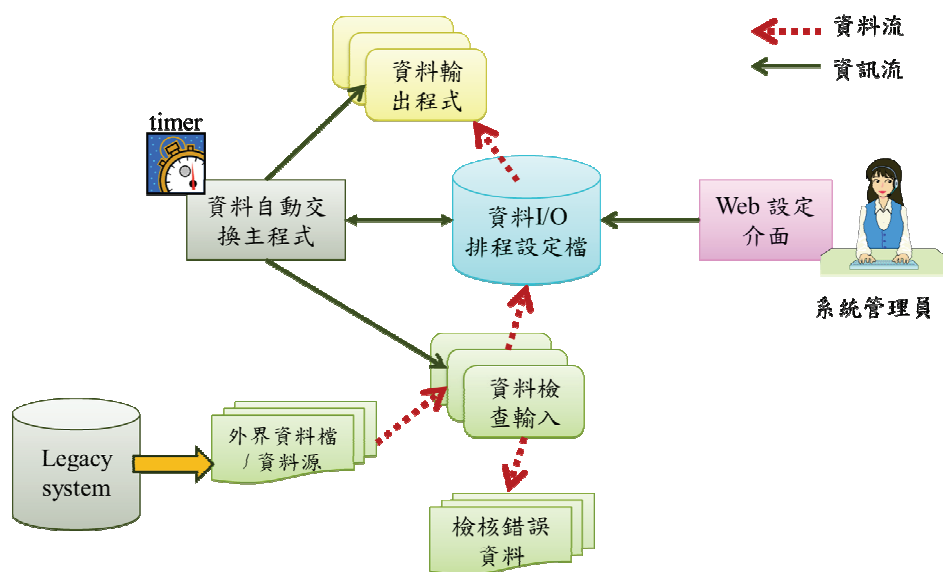 資料流
資訊流
資料輸
出程式
timer
資料自動交
換主程式
資料I/O
排程設定檔
Web 設定
介面
系統管理員
資料檢
查輸入
外界資料檔
/ 資料源
Legacy
system
檢核錯誤
資料